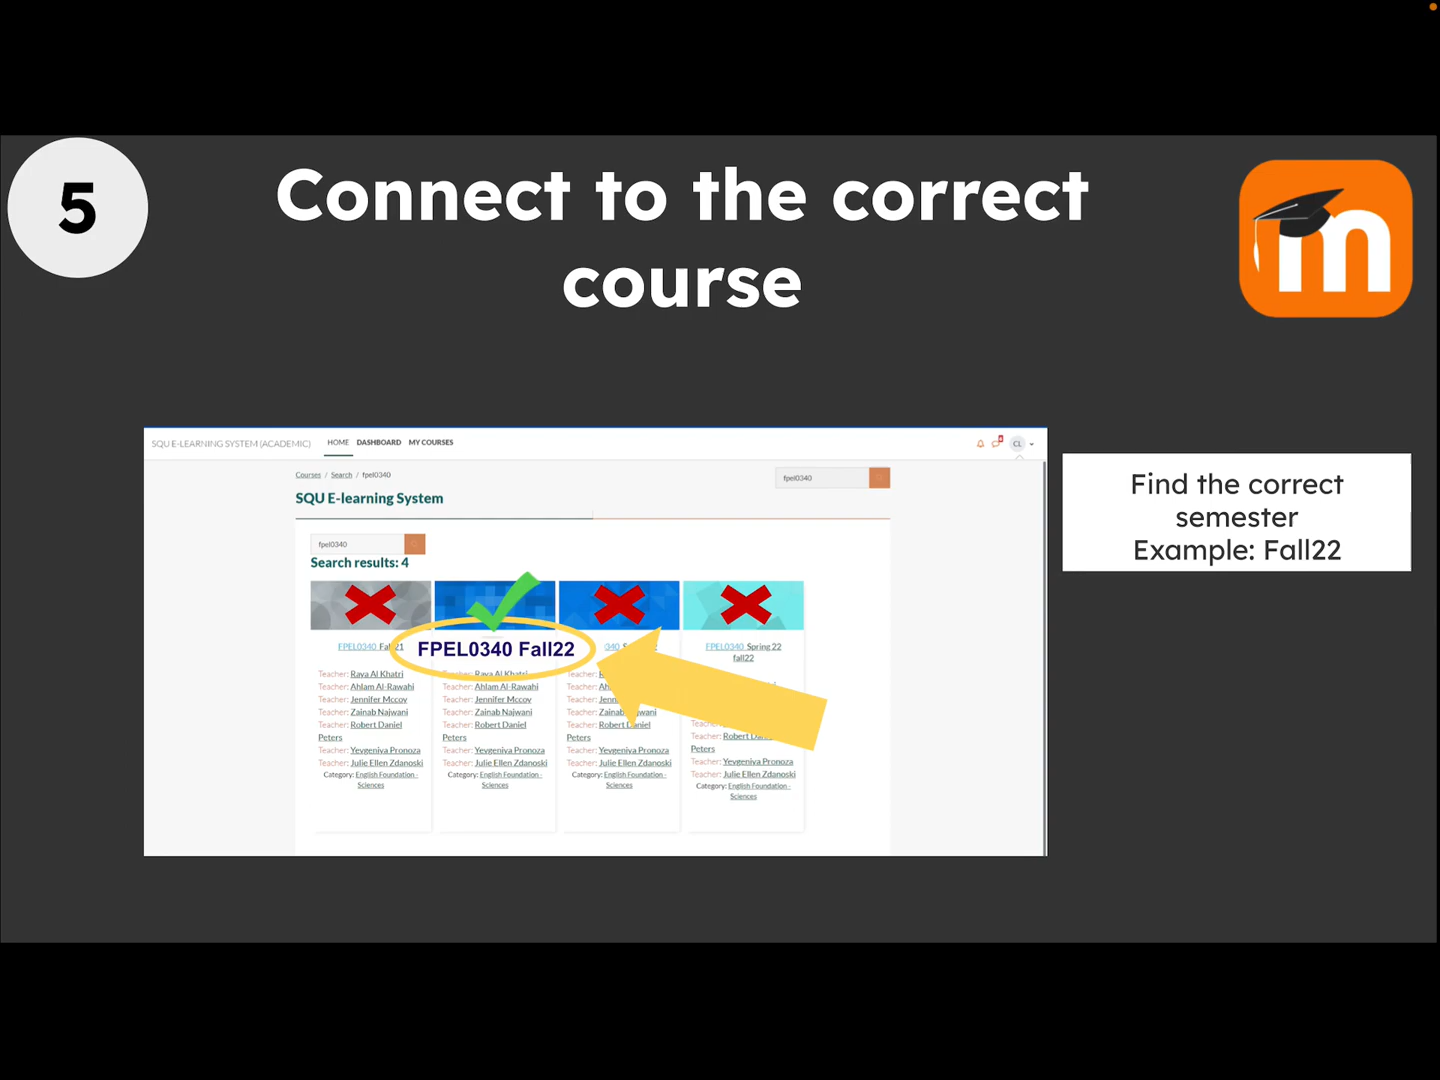 5
Connect to the correct
course
m
SQU E-LEARNING SYSTEM (ACADEMIC) HOME DASHBOARD MY COURSES CL
Courses / Search / fpel0340
fpel0340
SQU E-learning System
fpel0340
Search results: 4
FPEL0340 Fall21
Teacher: Raya Al Khatri
Teacher: Ahlam Al-Rawahi
Teacher: Jennifer Mccoy
Teacher: Zainab Najwani
Teacher: Robert Daniel
Peters
Teacher: Yevgeniya Pronoza
Teacher: Julie Ellen Zdanoski
Category: English Foundation -
Sciences
FPEL0340 Fall22
Teacher: Raya Al Khatri
Teacher: Ahlam Al-Rawahi
Teacher: Jennifer Mccoy
Teacher: Zainab Najwani
Teacher: Robert Daniel
Peters
Teacher: Yevgeniya Pronoza
Teacher: Julie Ellen Zdanoski
Category: English Foundation -
Sciences
Teacher:
Teacher:
Teacher:
Teacher: Zainab Najwani
Teacher: Robert Daniel
Peters
Teacher: Yevgeniya Pronoza
Teacher: Julie Ellen Zdanoski
Category: English Foundation -
Sciences
FPEL0340 Spring 22
fall22
Peters
Teacher: Yevgeniya Pronoza
Teacher: Julie Ellen Zdanoski
Category: English Foundation -
Sciences
Find the correct
semester
Example: Fall22